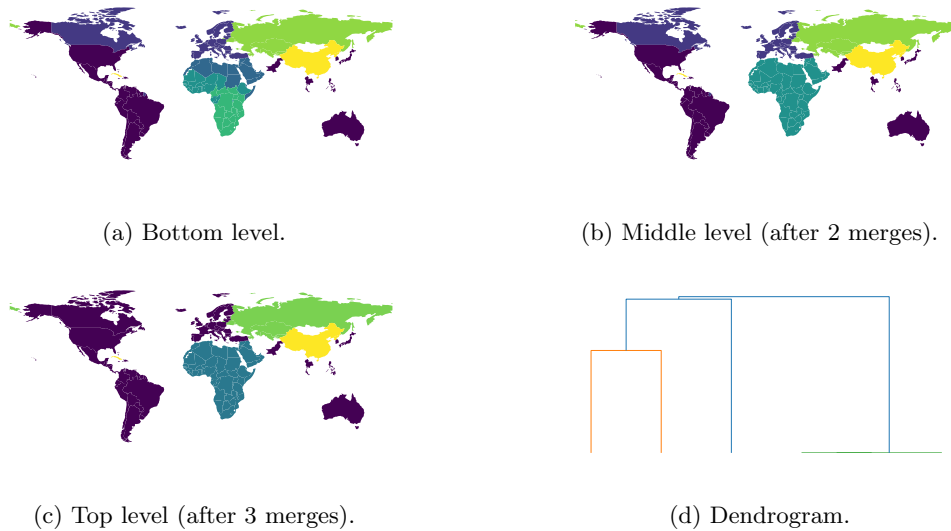 (a) Bottom level.
(b) Middle level (after 2 merges).
(c) Top level (after 3 merges).
(d) Dendrogram.